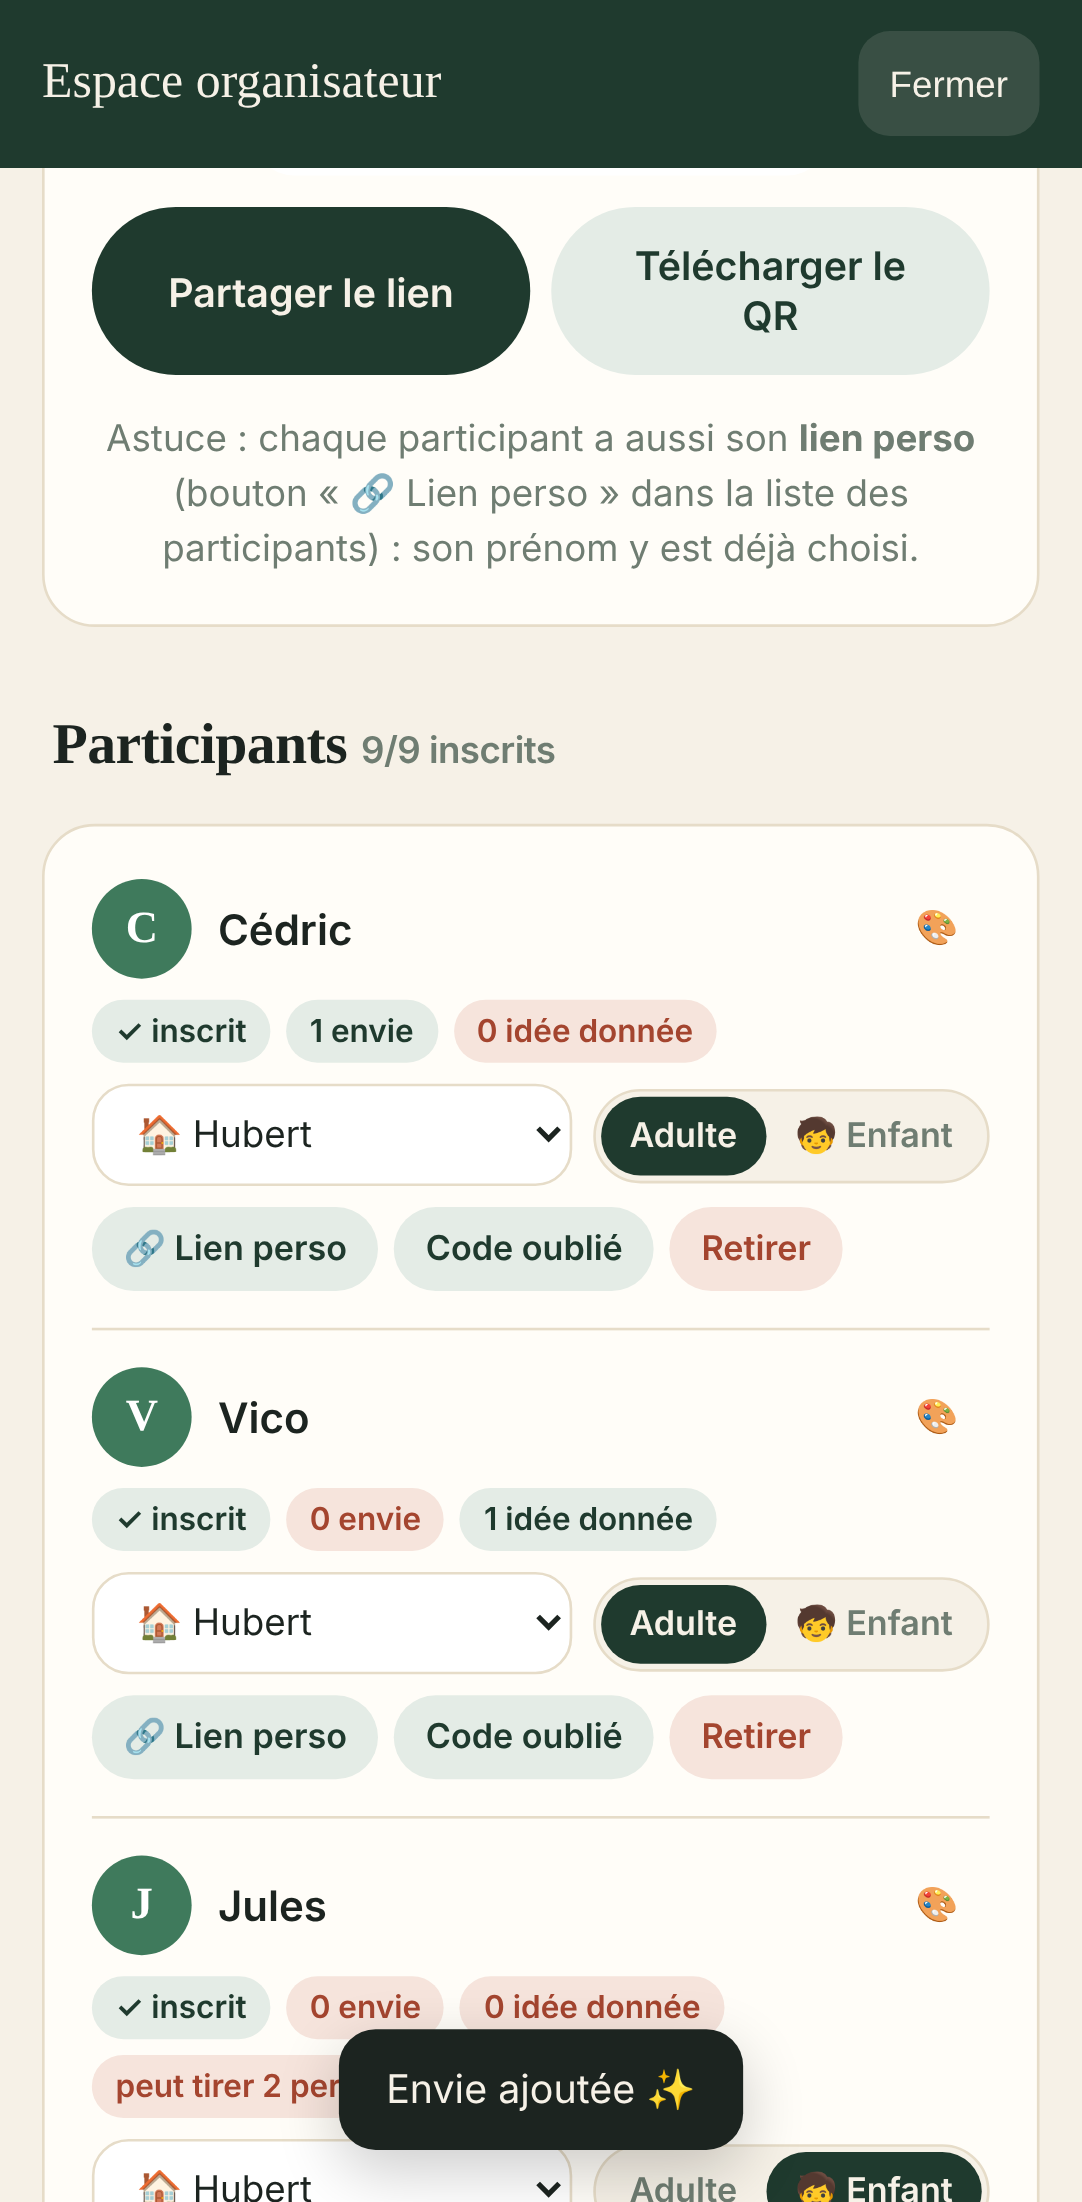 Espace organisateur
Fermer
Partager le lien
Télécharger le
QR
Astuce : chaque participant a aussi son lien perso
(bouton « 🔗 Lien perso » dans la liste des
participants) : son prénom y est déjà choisi.
Participants 9/9 inscrits
C
Cédric
🎨
✓ inscrit
1 envie
0 idée donnée
🏠 Hubert
Adulte
🧒 Enfant
🔗 Lien perso
Code oublié
Retirer
V
Vico
🎨
✓ inscrit
0 envie
1 idée donnée
🏠 Hubert
Adulte
🧒 Enfant
🔗 Lien perso
Code oublié
Retirer
J
Jules
🎨
✓ inscrit
0 envie
0 idée donnée
peut tirer 2
Envie ajoutée ✨
🏠 Hubert
Adulte
🧒 Enfant